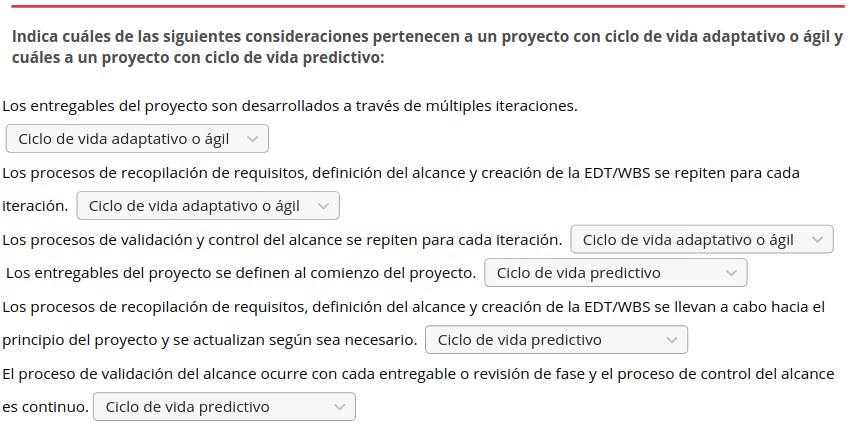 Indica cuáles de las siguientes consideraciones pertenecen a un proyecto con ciclo de vida adaptativo o ágil y
cuáles a un proyecto con ciclo de vida predictivo:
Los entregables del proyecto son desarrollados a través de múltiples iteraciones.
Ciclo de vida adaptativo o ágil
Los procesos de recopilación de requisitos, definición del alcance y creación de la EDT/WBS se repiten para cada
iteración. Ciclo de vida adaptativo o ágil
Los procesos de validación y control del alcance se repiten para cada iteración. Ciclo de vida adaptativo o ágil
Los entregables del proyecto se definen al comienzo del proyecto. Ciclo de vida predictivo
Los procesos de recopilación de requisitos, definición del alcance y creación de la EDT/WBS se llevan a cabo hacia el
principio del proyecto y se actualizan según sea necesario. Ciclo de vida predictivo
El proceso de validación del alcance ocurre con cada entregable o revisión de fase y el proceso de control del alcance
es continuo. Ciclo de vida predictivo